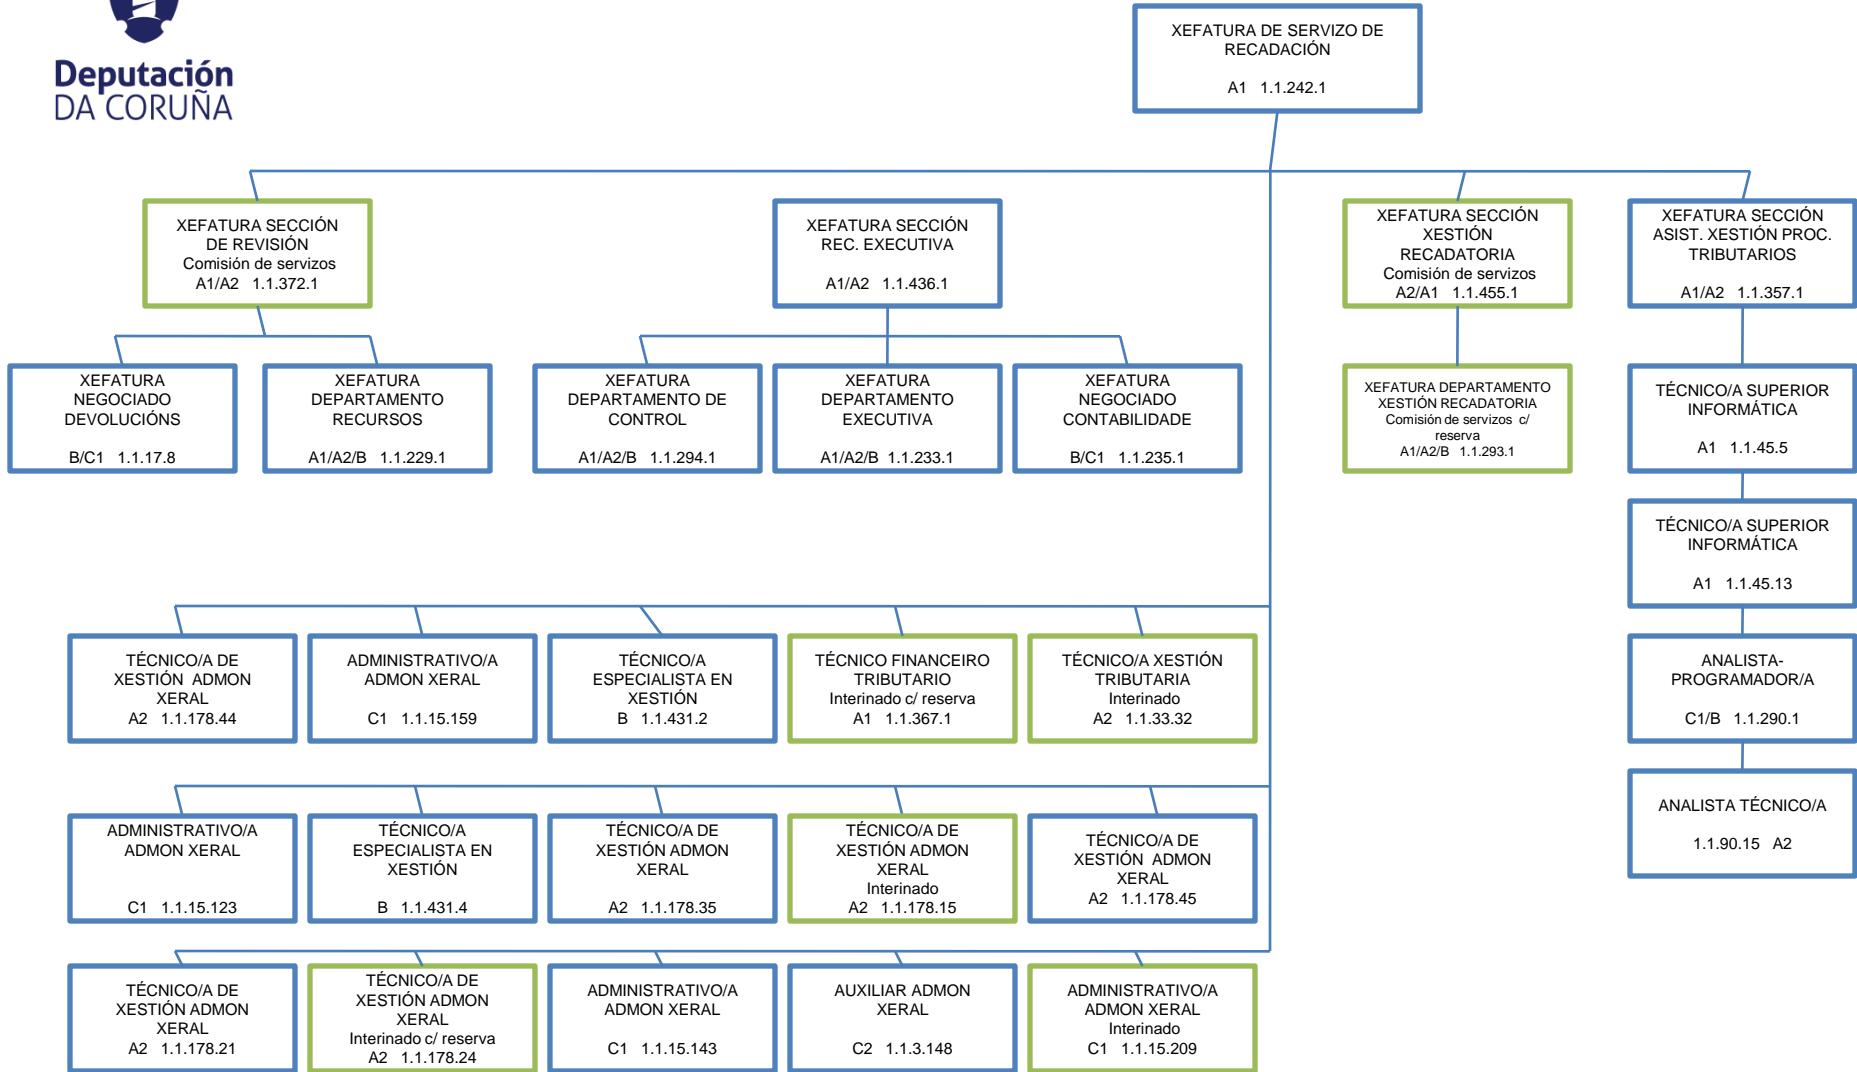 Deputación
DA CORUÑA
XEFATURA DE SERVIZO DE
RECADACIÓN
A1 1.1.242.1
XEFATURA SECCIÓN
DE REVISIÓN
Comisión de servizos
A1/A2 1.1.372.1
XEFATURA SECCIÓN
REC. EXECUTIVA
A1/A2 1.1.436.1
XEFATURA SECCIÓN
XESTIÓN
RECADATORIA
Comisión de servizos
A2/A1 1.1.455.1
XEFATURA SECCIÓN
ASIST. XESTIÓN PROC.
TRIBUTARIOS
A1/A2 1.1.357.1
XEFATURA
NEGOCIADO
DEVOLUCIÓNS
B/C1 1.1.17.8
XEFATURA
DEPARTAMENTO
RECURSOS
A1/A2/B 1.1.229.1
XEFATURA
DEPARTAMENTO DE
CONTROL
A1/A2/B 1.1.294.1
XEFATURA
DEPARTAMENTO
EXECUTIVA
A1/A2/B 1.1.233.1
XEFATURA
NEGOCIADO
CONTABILIDADE
B/C1 1.1.235.1
XEFATURA DEPARTAMENTO
XESTIÓN RECADATORIA
Comisión de servizos c/
reserva
A1/A2/B 1.1.293.1
TÉCNICO/A SUPERIOR
INFORMÁTICA
A1 1.1.45.5
TÉCNICO/A SUPERIOR
INFORMÁTICA
A1 1.1.45.13
TÉCNICO/A DE
XESTIÓN ADMON
XERAL
A2 1.1.178.44
ADMINISTRATIVO/A
ADMON XERAL
C1 1.1.15.159
TÉCNICO/A
ESPECIALISTA EN
XESTIÓN
B 1.1.431.2
TÉCNICO FINANCEIRO
TRIBUTARIO
Interinado c/ reserva
A1 1.1.367.1
TÉCNICO/A XESTIÓN
TRIBUTARIA
Interinado
A2 1.1.33.32
ANALISTA-
PROGRAMADOR/A
C1/B 1.1.290.1
ADMINISTRATIVO/A
ADMON XERAL
C1 1.1.15.123
TÉCNICO/A
ESPECIALISTA EN
XESTIÓN
B 1.1.431.4
TÉCNICO/A DE
XESTIÓN ADMON
XERAL
A2 1.1.178.35
TÉCNICO/A DE
XESTIÓN ADMON
XERAL
Interinado
A2 1.1.178.15
TÉCNICO/A DE
XESTIÓN ADMON
XERAL
A2 1.1.178.45
ANALISTA TÉCNICO/A
1.1.90.15 A2
TÉCNICO/A DE
XESTIÓN ADMON
XERAL
A2 1.1.178.21
TÉCNICO/A DE
XESTIÓN ADMON
XERAL
Interinado c/ reserva
A2 1.1.178.24
ADMINISTRATIVO/A
ADMON XERAL
C1 1.1.15.143
AUXILIAR ADMON
XERAL
C2 1.1.3.148
ADMINISTRATIVO/A
ADMON XERAL
Interinado
C1 1.1.15.209